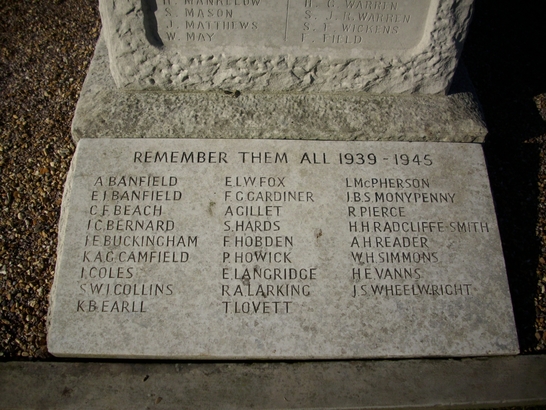 H. G. WARREN
S. MASON S. J. R. WARREN
J. MATTHEWS S. F. WICKENS
W. MAY F. FIELD
REMEMBER THEM ALL 1939 - 1945
A BANFIELD E.L.W.FOX I.McPHERSON
E I BANFIELD F.G.GARDINER I.B.S.MONYPENNY
C.F.BEACH A GILLET R.PIERCE
I.C.BERNARD S.HARDS H.H.RADCLIFFE-SMITH
J.E.BUCKINGHAM F.HOBDEN A.H.READER
K.A.G.CAMFIELD P.HOWICK W.H.SIMMONS
J.COLES E.LANGRIDGE H.E.VANNS
S.W.J.COLLINS R.A.LARKING J.S.WHEELWRIGHT
K.B.EARLL T.LOVETT